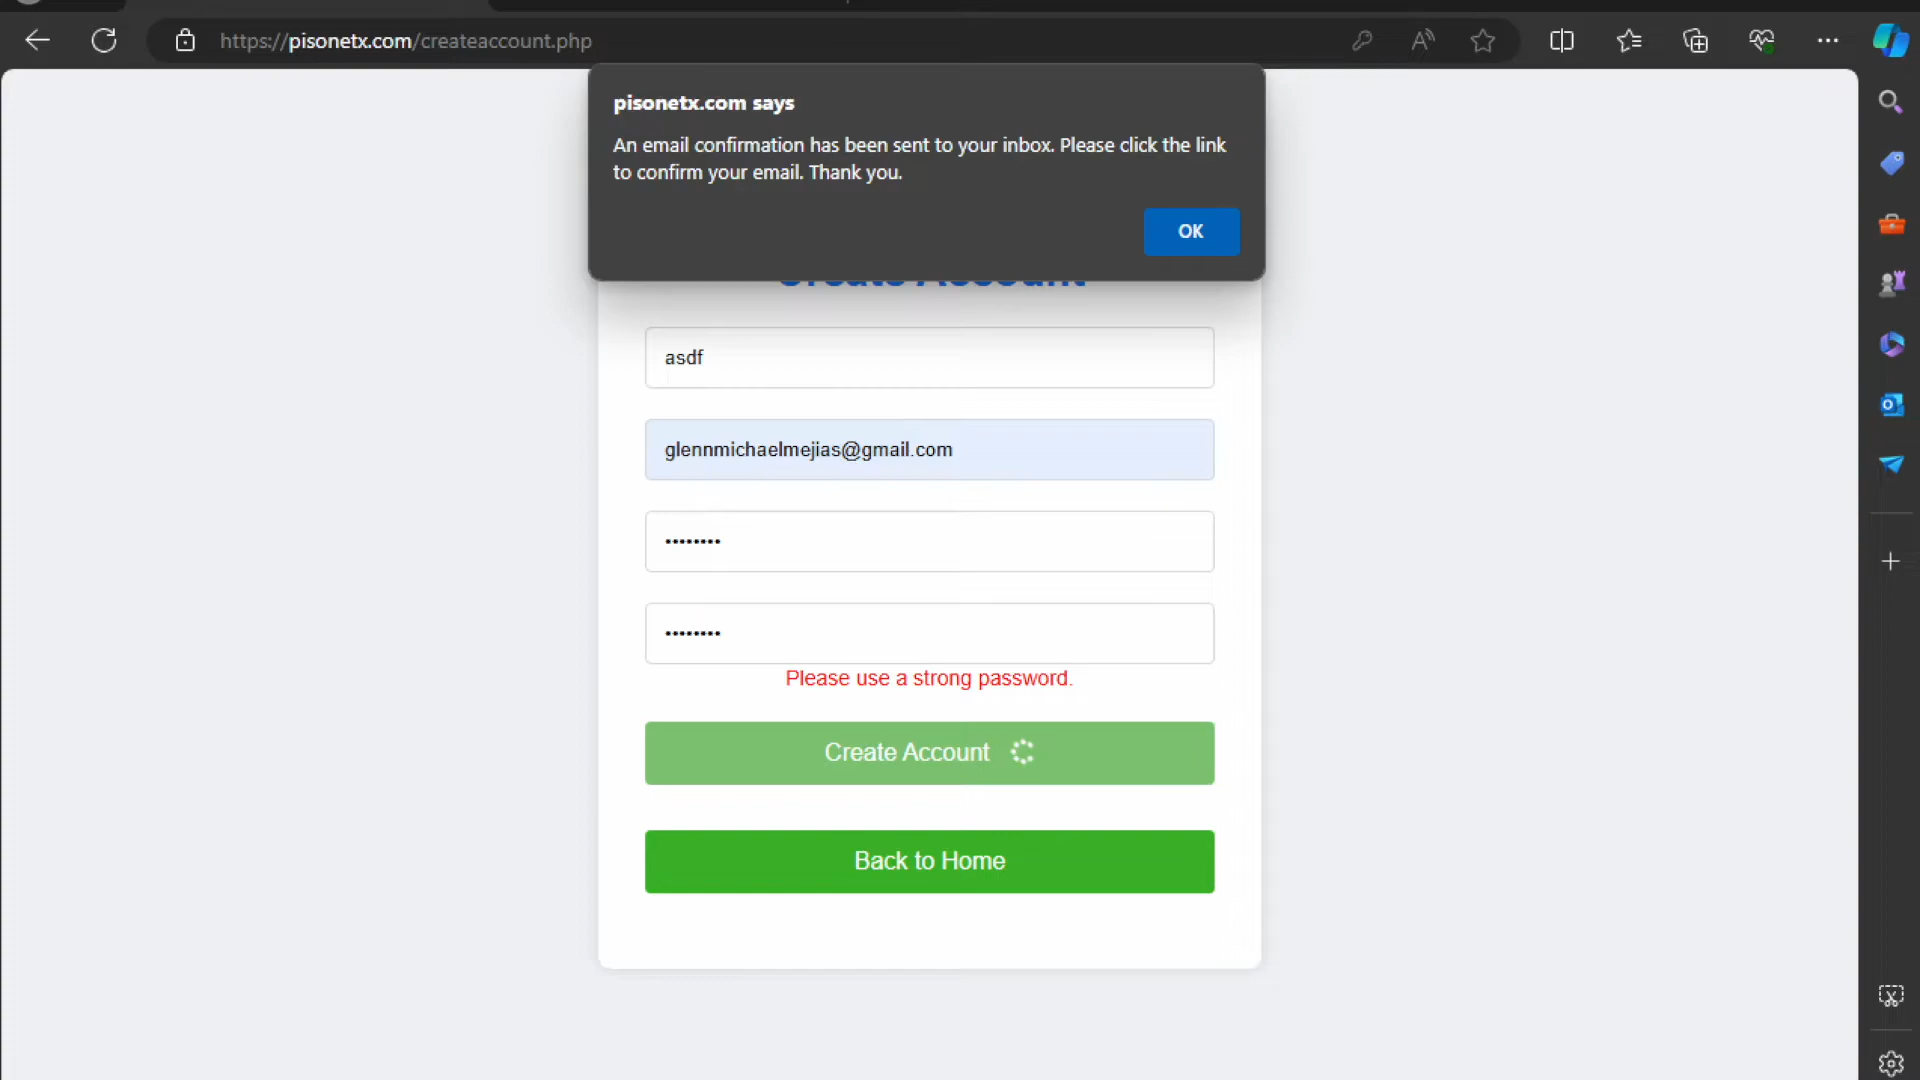 https://pisonetx.com/createaccount.php
pisonetx.com says
An email confirmation has been sent to your inbox. Please click the link
to confirm your email. Thank you.
OK
Create Account
asdf
glennmichaelmejias@gmail.com
••••••••
••••••••
Please use a strong password.
Create Account
Back to Home